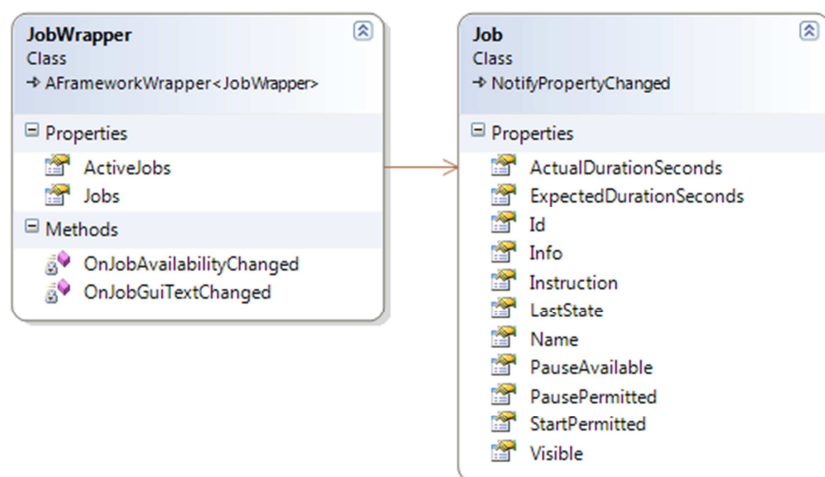 JobWrapper
Class
AFrameworkWrapper<JobWrapper>
Properties
ActiveJobs
Jobs
Methods
OnJobAvailabilityChanged
OnJobGuiTextChanged
Job
Class
NotifyPropertyChanged
Properties
ActualDurationSeconds
ExpectedDurationSeconds
Id
Info
Instruction
LastState
Name
PauseAvailable
PausePermitted
StartPermitted
Visible